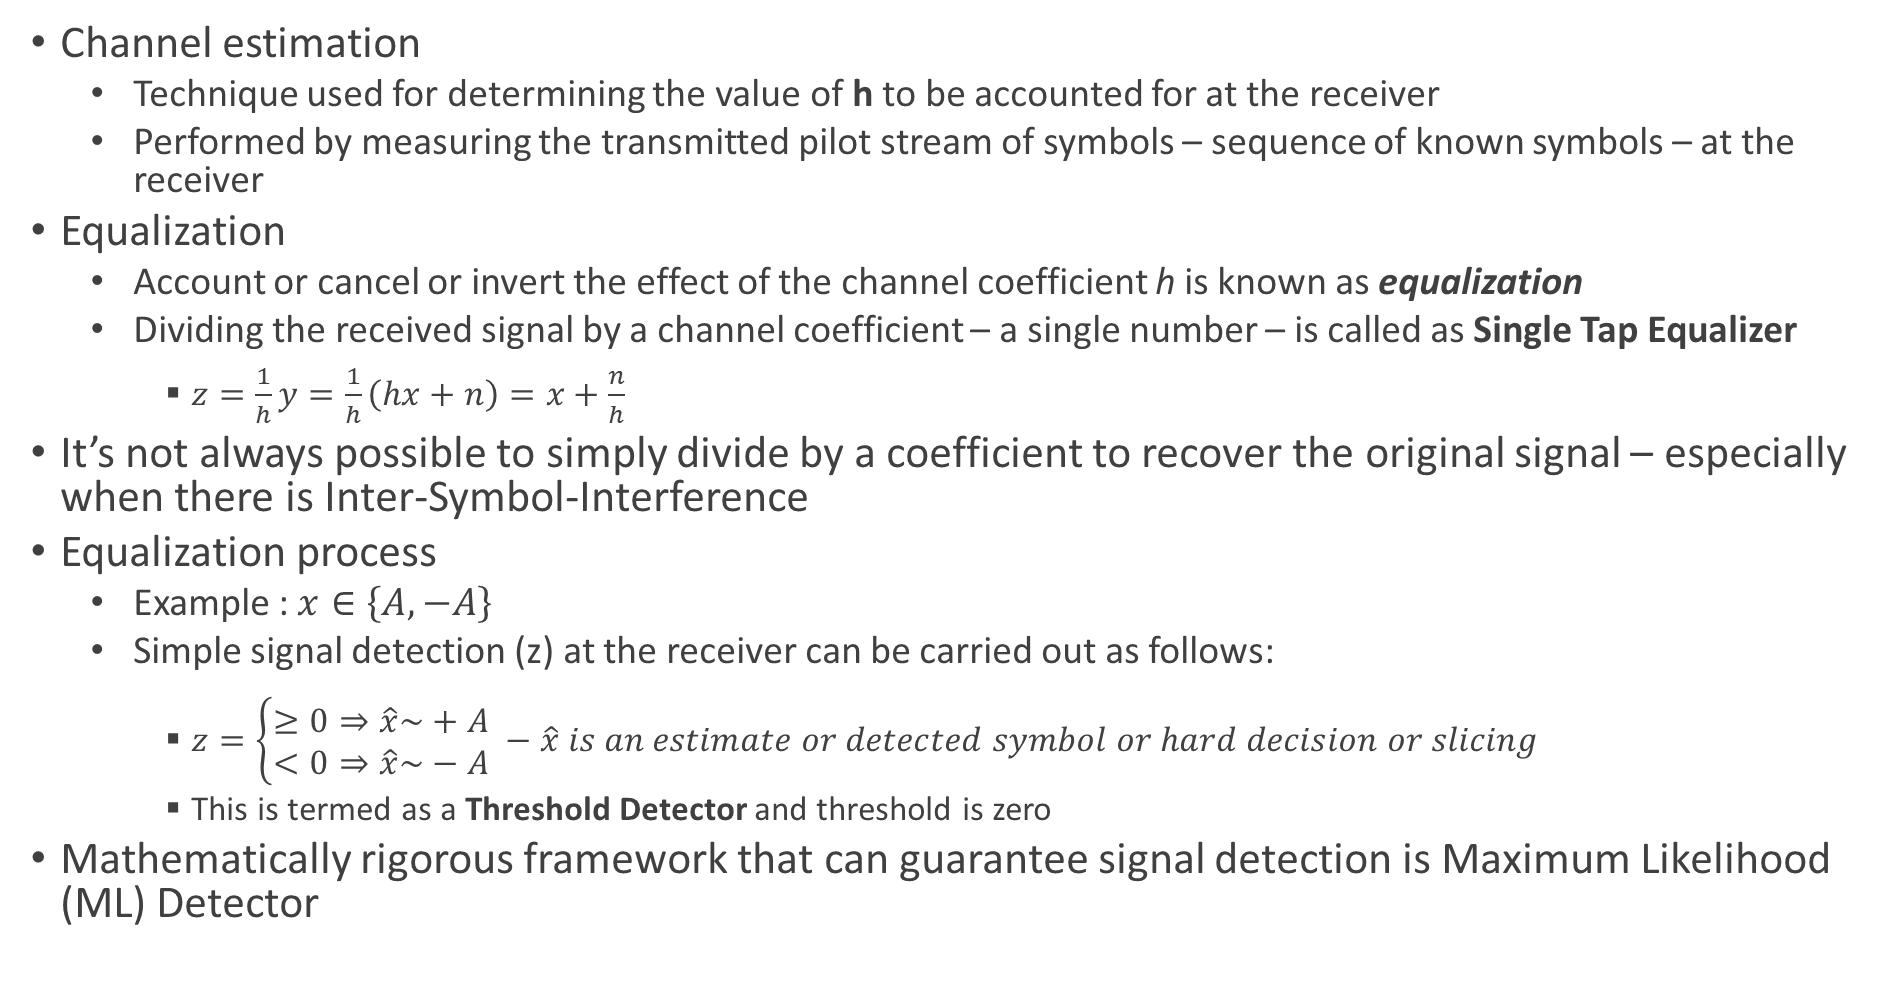 • Channel estimation
• Technique used for determining the value of h to be accounted for at the receiver
• Performed by measuring the transmitted pilot stream of symbols – sequence of known symbols – at the
receiver
• Equalization
• Account or cancel or invert the effect of the channel coefficient h is known as equalization
• Dividing the received signal by a channel coefficient – a single number – is called as Single Tap Equalizer
▪ z = 1/h y = 1/h (hx + n) = x + n/h
• It’s not always possible to simply divide by a coefficient to recover the original signal – especially
when there is Inter-Symbol-Interference
• Equalization process
• Example : x ∈ {A, −A}
• Simple signal detection (z) at the receiver can be carried out as follows:
▪ z = { ≥ 0 ⇒ x̂~ + A
< 0 ⇒ x̂~ − A − x̂ is an estimate or detected symbol or hard decision or slicing
▪ This is termed as a Threshold Detector and threshold is zero
• Mathematically rigorous framework that can guarantee signal detection is Maximum Likelihood
(ML) Detector